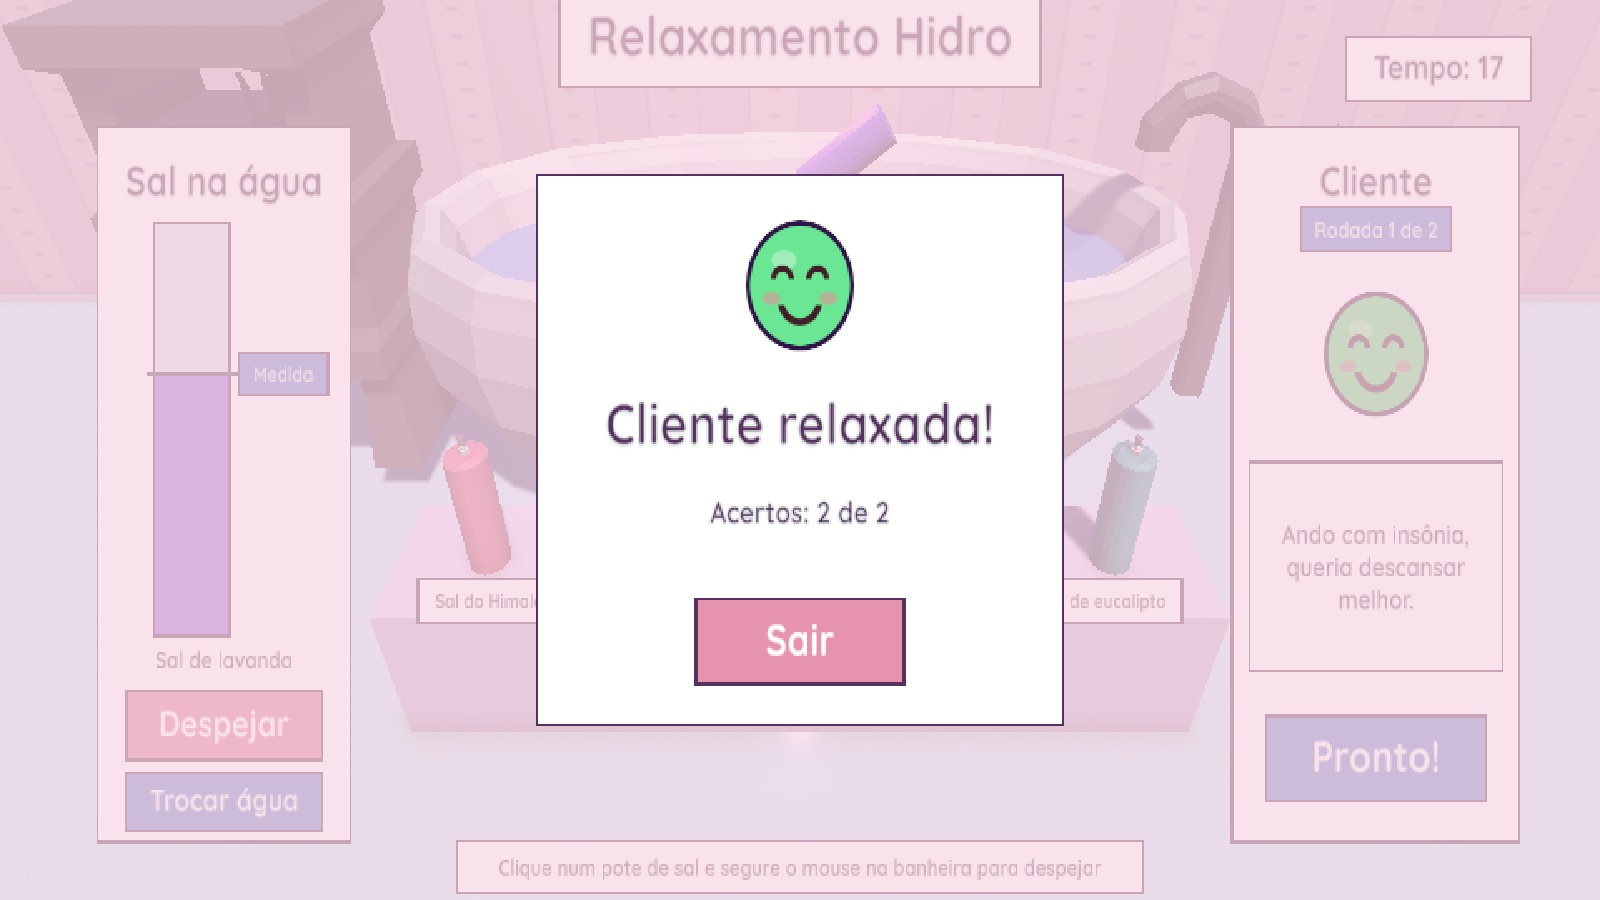 Relaxamento Hidro
Tempo: 17
Sal na água
Medida
Sal de lavanda
Despejar
Trocar água
Cliente relaxada!
Acertos: 2 de 2
Sair
Sal do
de eucalipto
Cliente
Rodada 1 de 2
Ando com insônia,
queria descansar
melhor.
Pronto!
Clique num pote de sal e segure o mouse na banheira para despejar